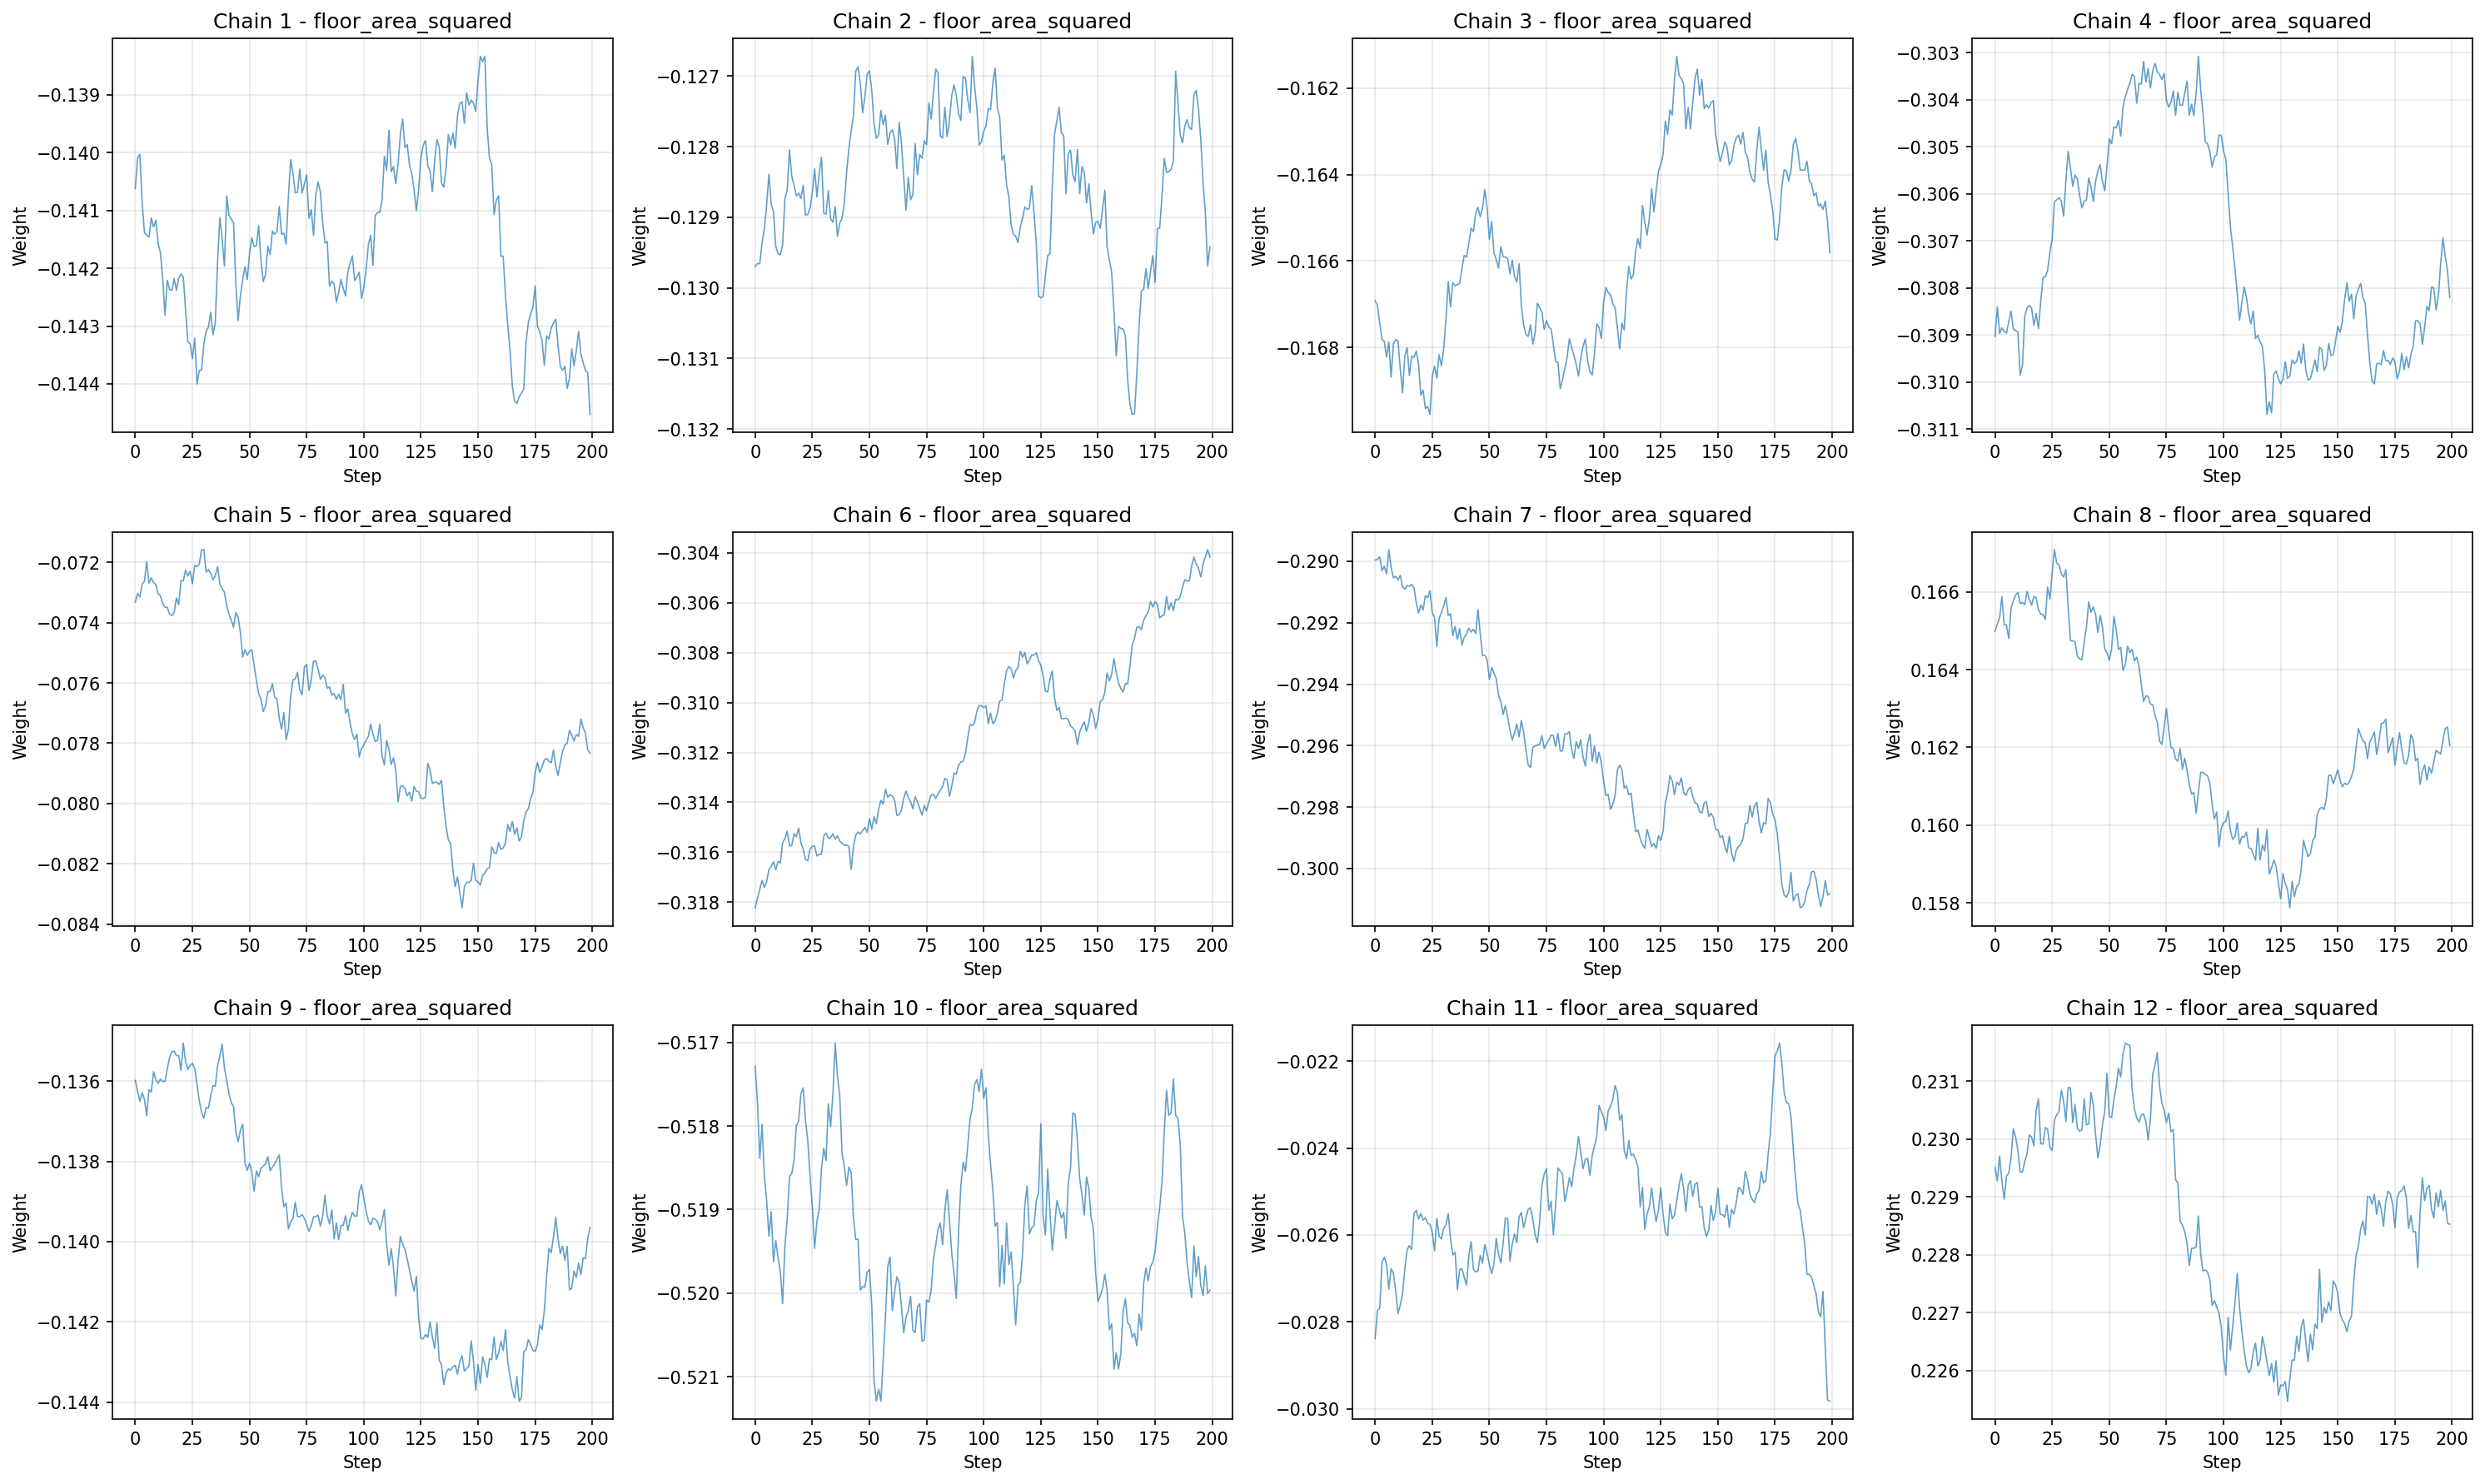 Chain 1 - floor_area_squared
Weight
−0.139
−0.140
−0.141
−0.142
−0.143
−0.144
0 25 50 75 100 125 150 175 200
Step
Chain 2 - floor_area_squared
Weight
−0.127
−0.128
−0.129
−0.130
−0.131
−0.132
0 25 50 75 100 125 150 175 200
Step
Chain 3 - floor_area_squared
Weight
−0.162
−0.164
−0.166
−0.168
0 25 50 75 100 125 150 175 200
Step
Chain 4 - floor_area_squared
Weight
−0.303
−0.304
−0.305
−0.306
−0.307
−0.308
−0.309
−0.310
−0.311
0 25 50 75 100 125 150 175 200
Step
Chain 5 - floor_area_squared
Weight
−0.072
−0.074
−0.076
−0.078
−0.080
−0.082
−0.084
0 25 50 75 100 125 150 175 200
Step
Chain 6 - floor_area_squared
Weight
−0.304
−0.306
−0.308
−0.310
−0.312
−0.314
−0.316
−0.318
0 25 50 75 100 125 150 175 200
Step
Chain 7 - floor_area_squared
Weight
−0.290
−0.292
−0.294
−0.296
−0.298
−0.300
0 25 50 75 100 125 150 175 200
Step
Chain 8 - floor_area_squared
Weight
0.166
0.164
0.162
0.160
0.158
0 25 50 75 100 125 150 175 200
Step
Chain 9 - floor_area_squared
Weight
−0.136
−0.138
−0.140
−0.142
−0.144
0 25 50 75 100 125 150 175 200
Step
Chain 10 - floor_area_squared
Weight
−0.517
−0.518
−0.519
−0.520
−0.521
0 25 50 75 100 125 150 175 200
Step
Chain 11 - floor_area_squared
Weight
−0.022
−0.024
−0.026
−0.028
−0.030
0 25 50 75 100 125 150 175 200
Step
Chain 12 - floor_area_squared
Weight
0.231
0.230
0.229
0.228
0.227
0.226
0 25 50 75 100 125 150 175 200
Step